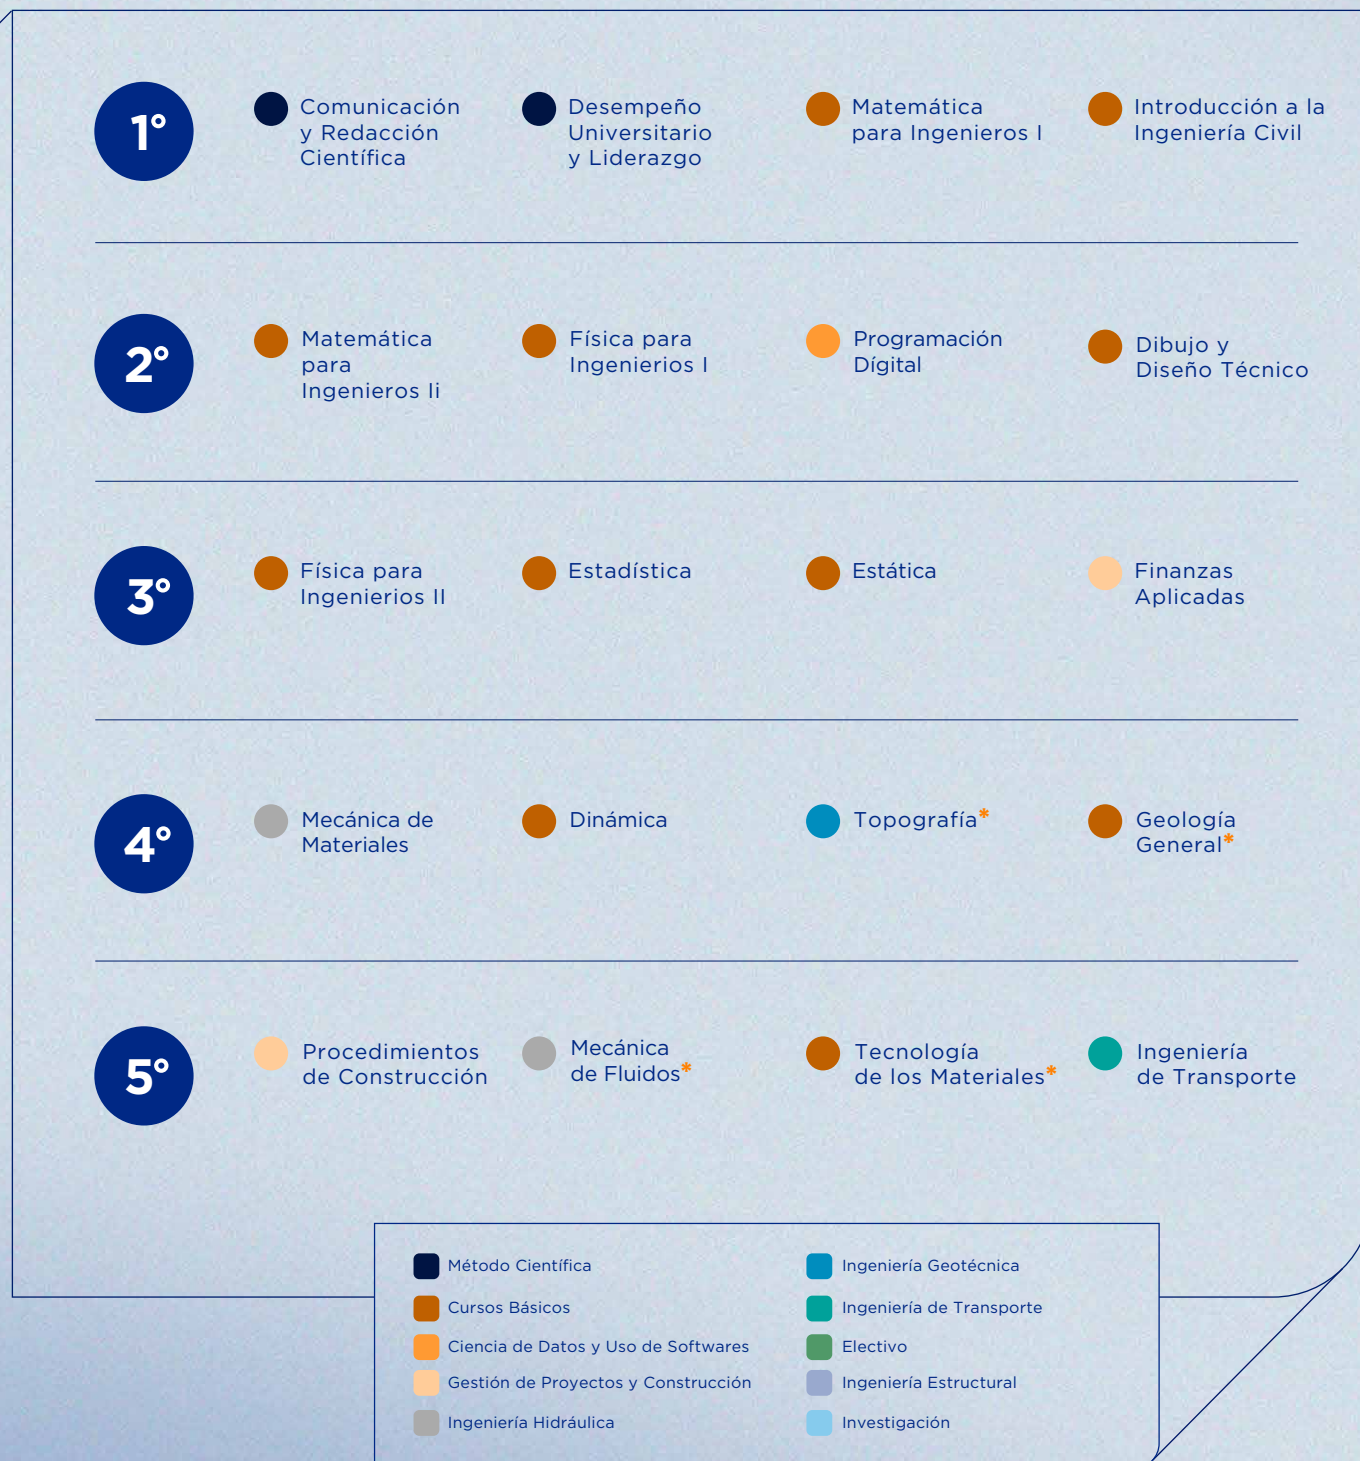 1°
Comunicación
y Redacción
Científica
Desempeño
Universitario
y Liderazgo
Matemática
para Ingenieros I
Introducción a la
Ingeniería Civil
2°
Matemática
para
Ingenieros Ii
Física para
Ingenierios I
Programación
Dígital
Dibujo y
Diseño Técnico
3°
Física para
Ingenierios II
Estadística
Estática
Finanzas
Aplicadas
4°
Mecánica de
Materiales
Dinámica
Topografía*
Geología
General*
5°
Procedimientos
de Construcción
Mecánica
de Fluidos*
Tecnología
de los Materiales*
Ingeniería
de Transporte
Método Científica
Cursos Básicos
Ciencia de Datos y Uso de Softwares
Gestión de Proyectos y Construcción
Ingeniería Hidráulica
Ingeniería Geotécnica
Ingeniería de Transporte
Electivo
Ingeniería Estructural
Investigación